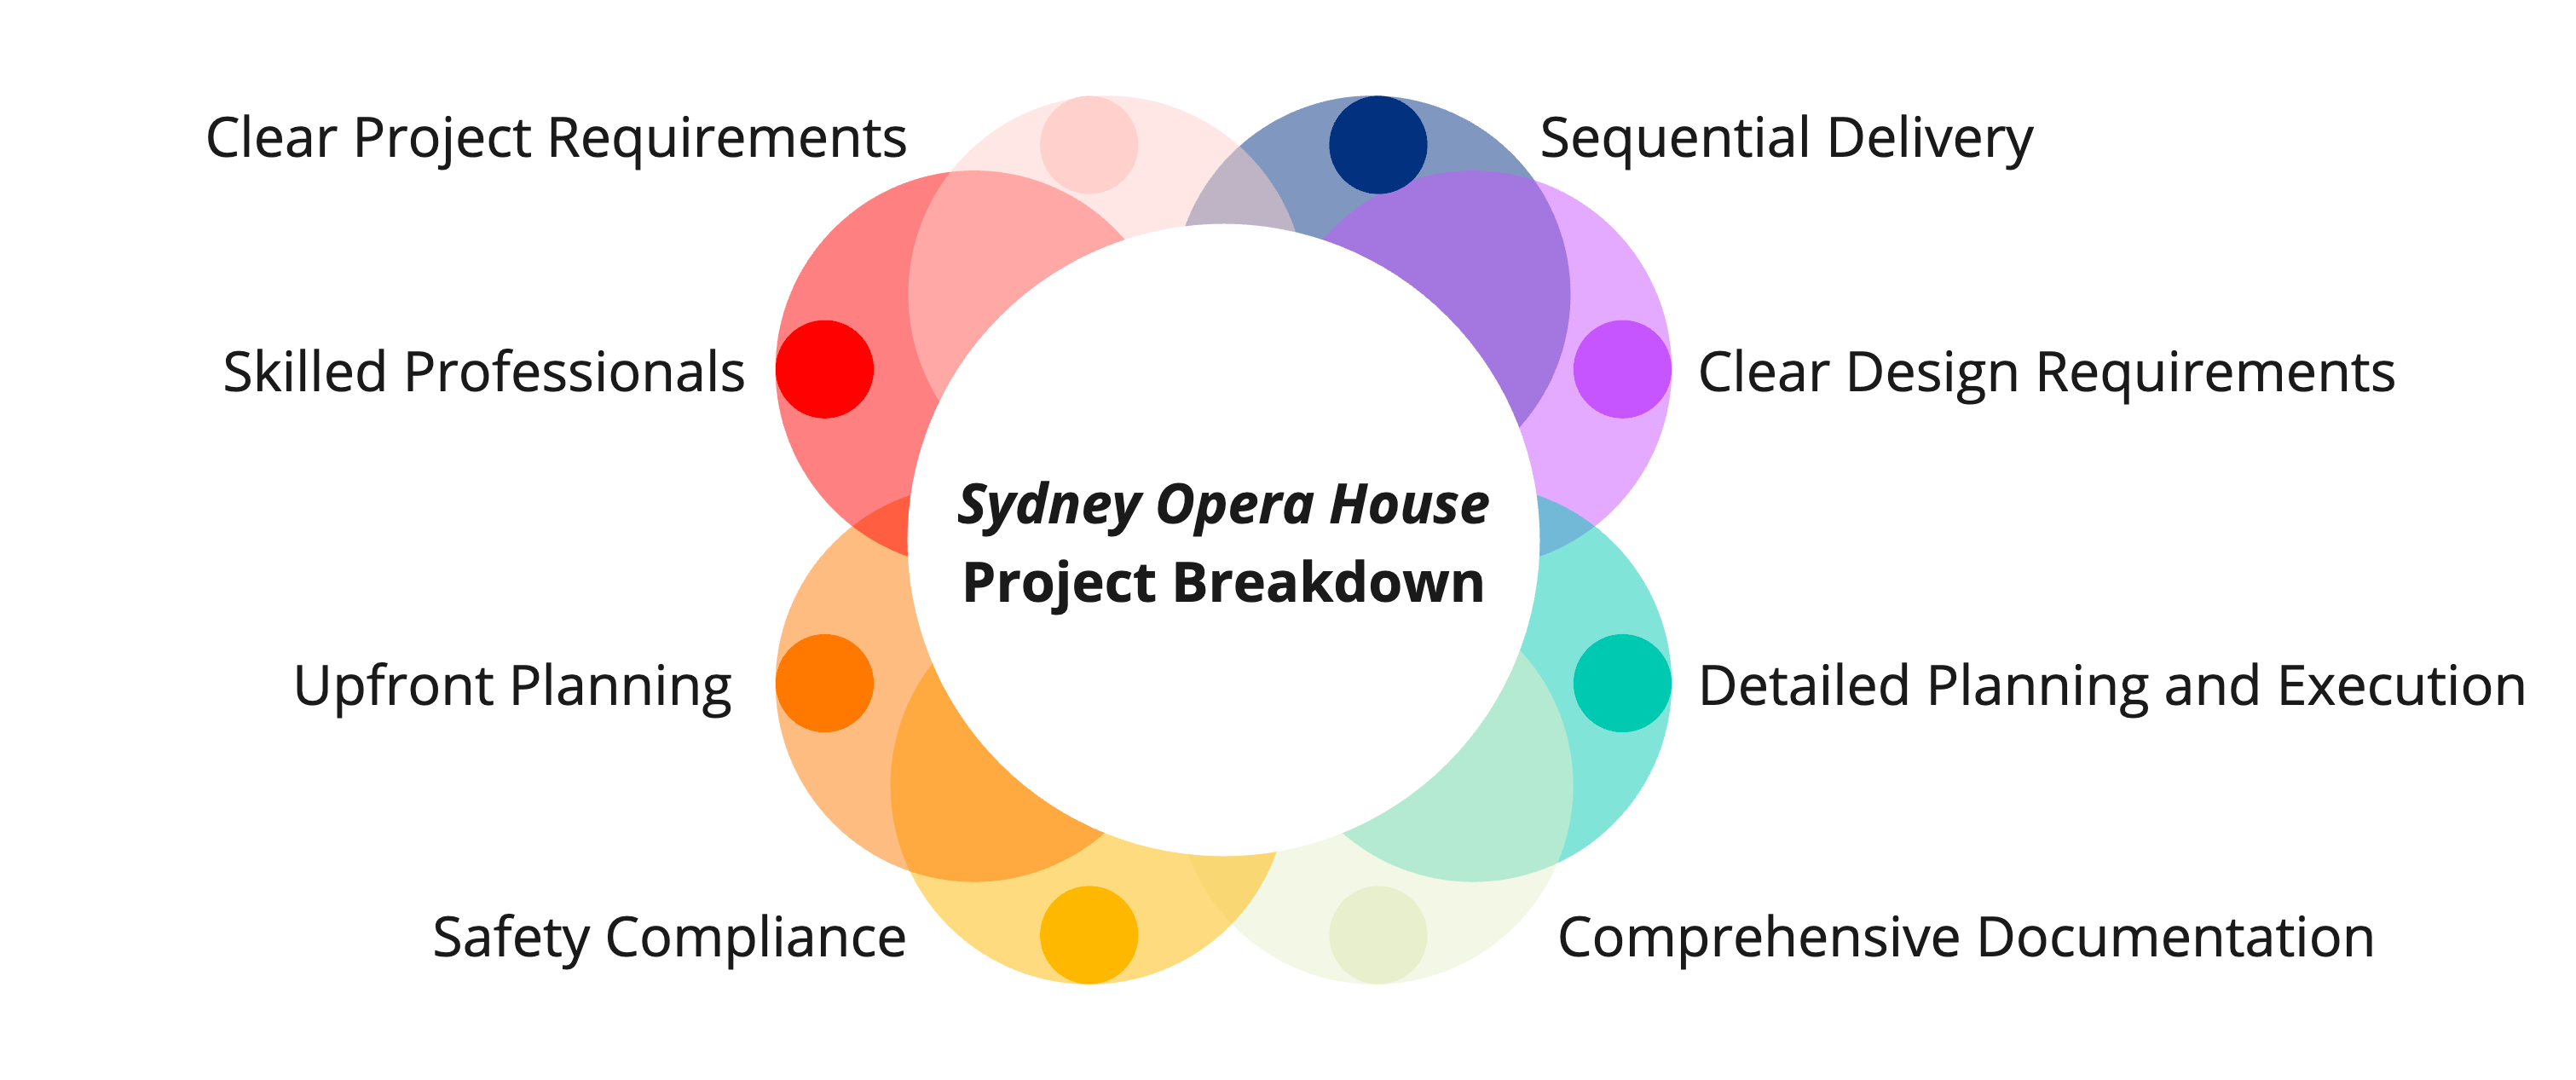 Clear Project Requirements
Sequential Delivery
Skilled Professionals
Clear Design Requirements
Sydney Opera House
Project Breakdown
Upfront Planning
Detailed Planning and Execution
Safety Compliance
Comprehensive Documentation